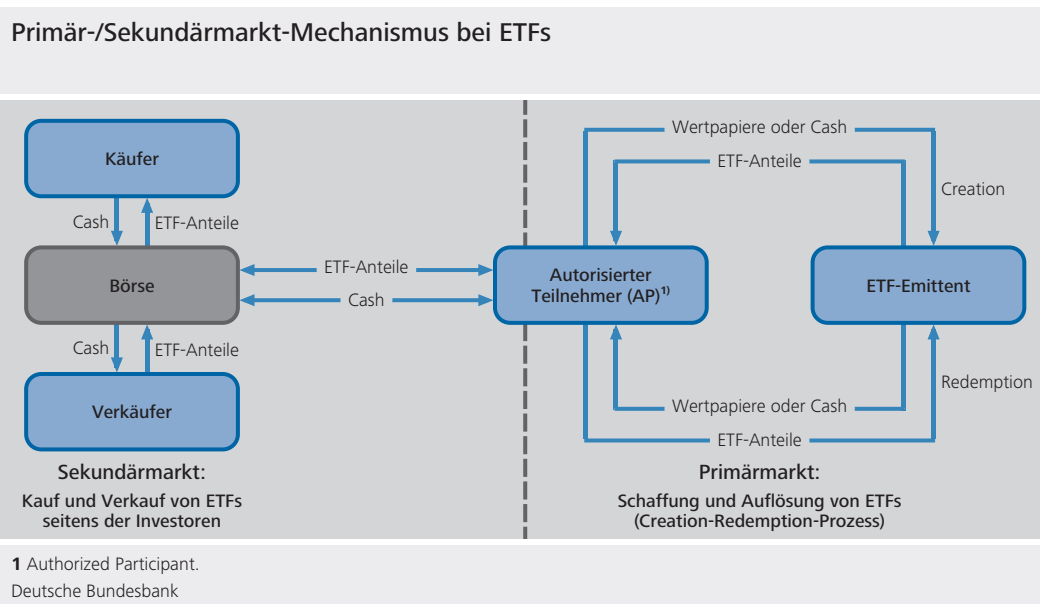 Primär-/Sekundärmarkt-Mechanismus bei ETFs
Käufer
Cash
ETF-Anteile
Börse
Cash
ETF-Anteile
Verkäufer
Sekundärmarkt:
Kauf und Verkauf von ETFs
seitens der Investoren
ETF-Anteile
Cash
Wertpapiere oder Cash
ETF-Anteile
Creation
Autorisierter
Teilnehmer (AP)¹⁾
ETF-Emittent
Redemption
Wertpapiere oder Cash
ETF-Anteile
Primärmarkt:
Schaffung und Auflösung von ETFs
(Creation-Redemption-Prozess)
1 Authorized Participant.
Deutsche Bundesbank